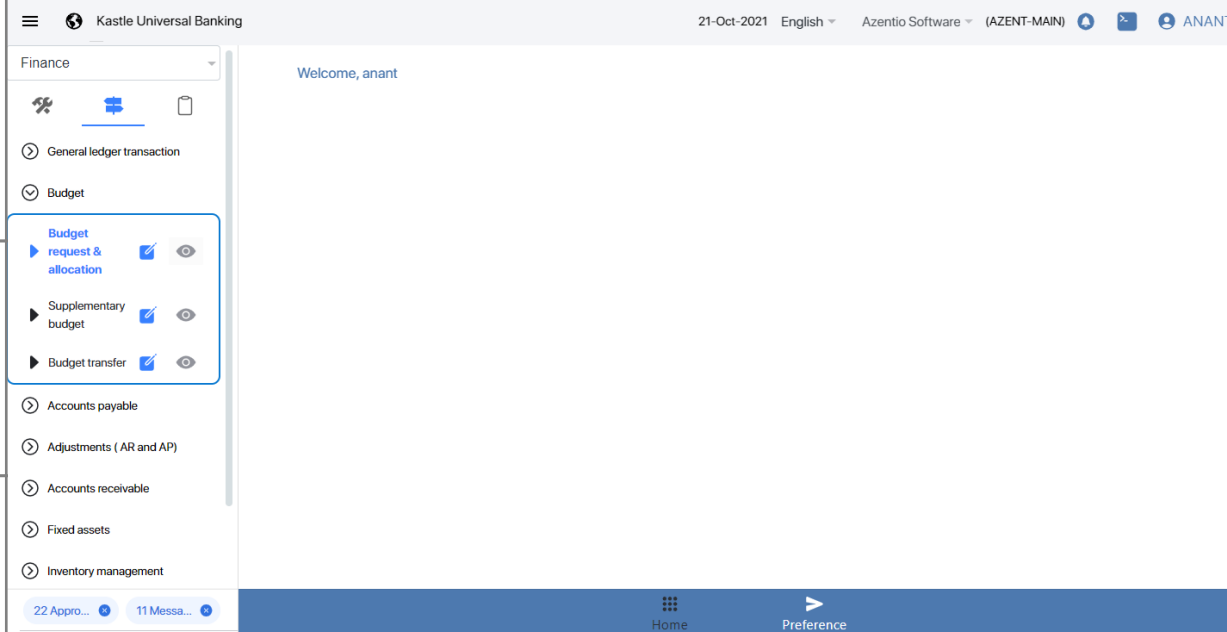 Kastle Universal Banking
21-Oct-2021 English Azentio Software (AZENT-MAIN) ANANT
Finance
Welcome, anant
General ledger transaction
Budget
Budget
request &
allocation
Supplementary
budget
Budget transfer
Accounts payable
Adjustments ( AR and AP)
Accounts receivable
Fixed assets
Inventory management
22 Appro... 11 Messa...
Home Preference